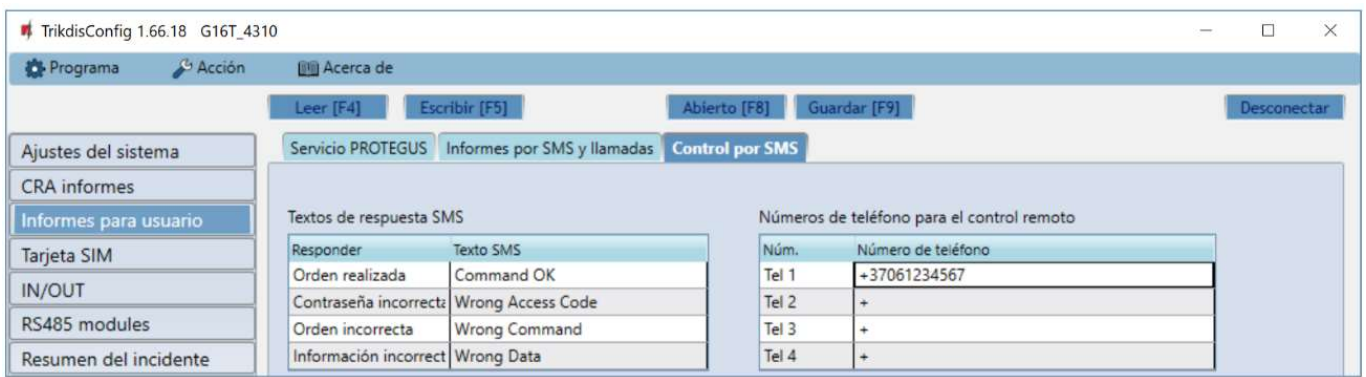 TrikdisConfig 1.66.18 G16T_4310
Programa Acción Acerca de
Leer [F4] Escribir [F5] Abierto [F8] Guardar [F9] Desconectar
Ajustes del sistema
CRA informes
Informes para usuario
Tarjeta SIM
IN/OUT
RS485 modules
Resumen del incidente
Servicio PROTEGUS Informes por SMS y llamadas Control por SMS
Textos de respuesta SMS
Responder Texto SMS
Orden realizada Command OK
Contraseña incorrecta Wrong Access Code
Orden incorrecta Wrong Command
Información incorrect Wrong Data
Números de teléfono para el control remoto
Núm. Número de teléfono
Tel 1 +37061234567
Tel 2 +
Tel 3 +
Tel 4 +